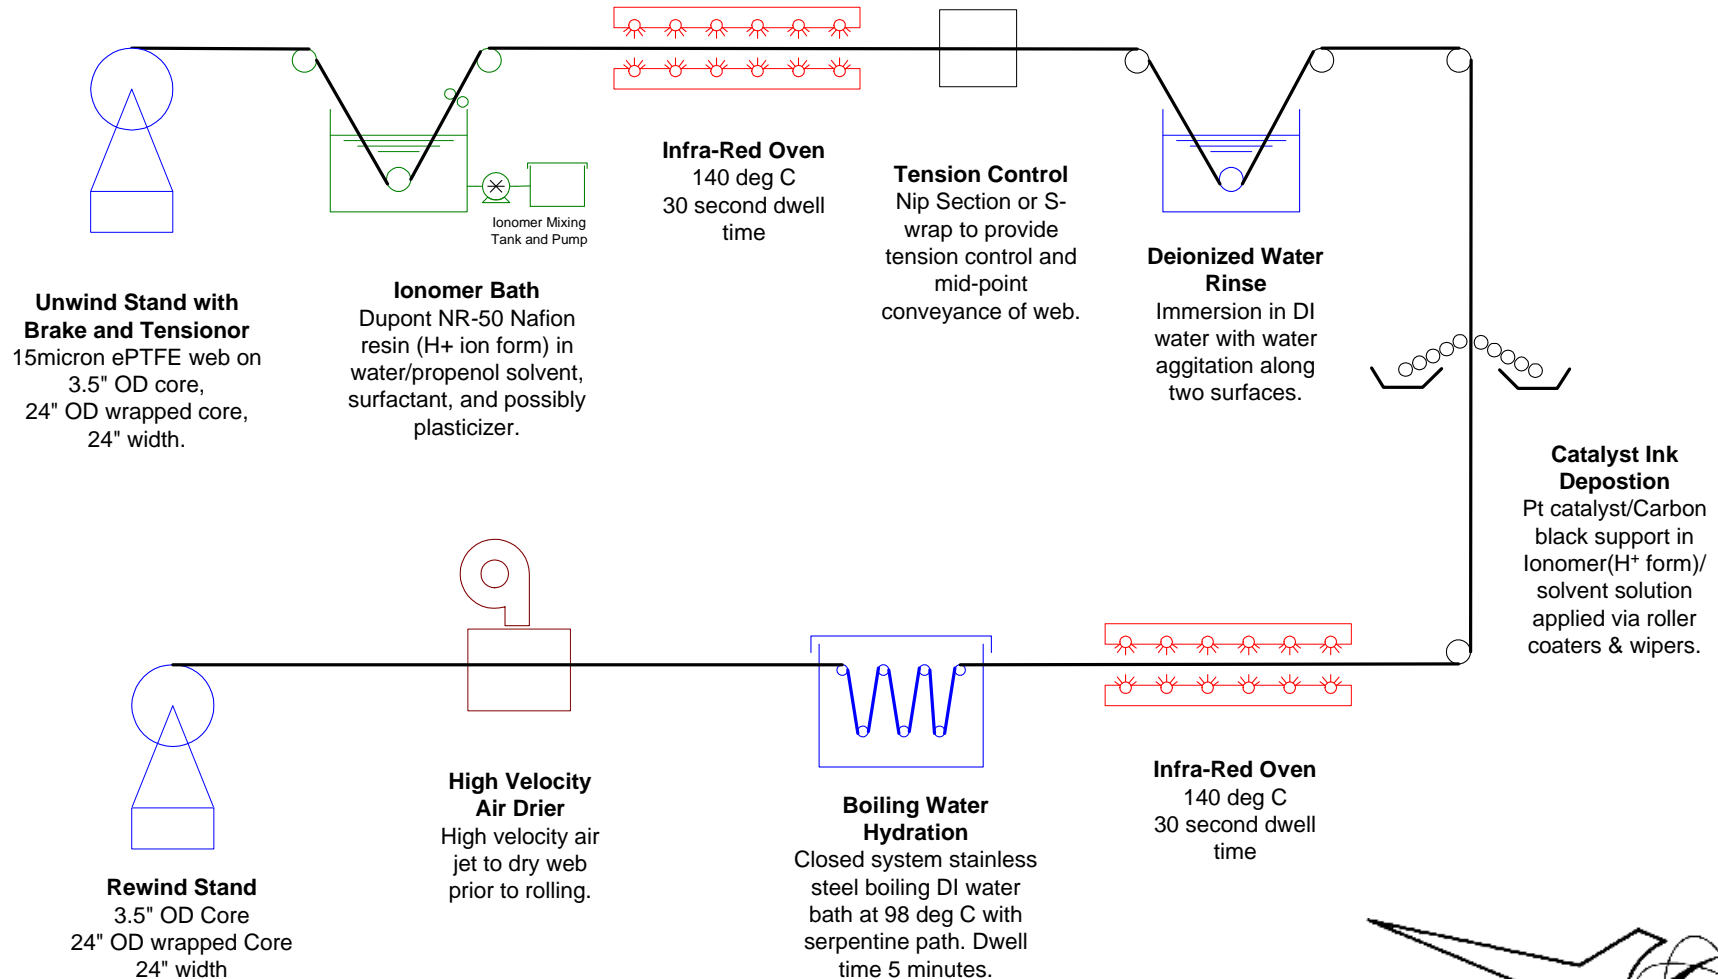 Ionomer Mixing
Tank and Pump
Infra-Red Oven
140 deg C
30 second dwell
time
Tension Control
Nip Section or S-
wrap to provide
tension control and
mid-point
conveyance of web.
Deionized Water
Rinse
Immersion in DI
water with water
aggitation along
two surfaces.
Unwind Stand with
Brake and Tensionor
15micron ePTFE web on
3.5" OD core,
24" OD wrapped core,
24" width.
Ionomer Bath
Dupont NR-50 Nafion
resin (H+ ion form) in
water/propenol solvent,
surfactant, and possibly
plasticizer.
Catalyst Ink
Depostion
Pt catalyst/Carbon
black support in
Ionomer(H⁺ form)/
solvent solution
applied via roller
coaters & wipers.
Rewind Stand
3.5" OD Core
24" OD wrapped Core
24" width
High Velocity
Air Drier
High velocity air
jet to dry web
prior to rolling.
Boiling Water
Hydration
Closed system stainless
steel boiling DI water
bath at 98 deg C with
serpentine path. Dwell
time 5 minutes.
Infra-Red Oven
140 deg C
30 second dwell
time